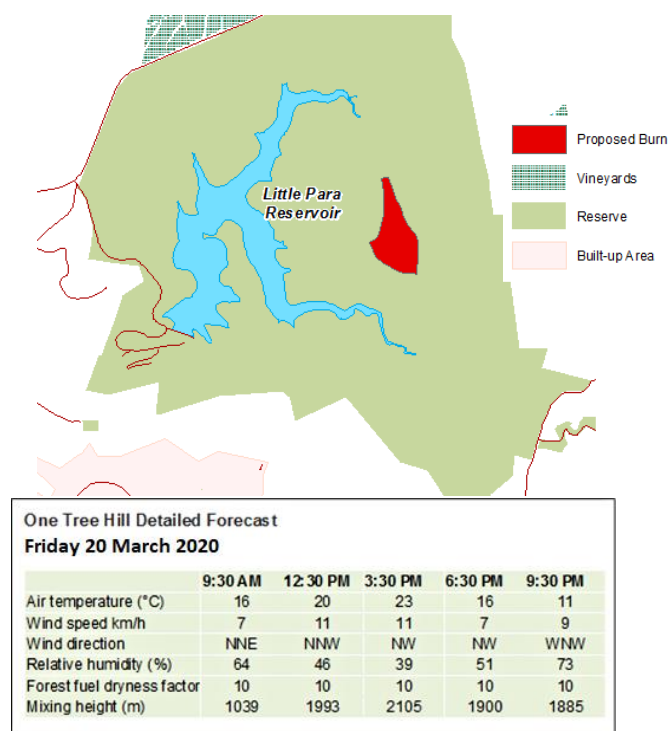 Little Para
Reservoir
Proposed Burn
Vineyards
Reserve
Built-up Area
One Tree Hill Detailed Forecast
Friday 20 March 2020
9:30 AM 12:30 PM 3:30 PM 6:30 PM 9:30 PM
Air temperature (°C) 16 20 23 16 11
Wind speed km/h 7 11 11 7 9
Wind direction NNE NNW NW NW WNW
Relative humidity (%) 64 46 39 51 73
Forest fuel dryness factor 10 10 10 10 10
Mixing height (m) 1039 1993 2105 1900 1885